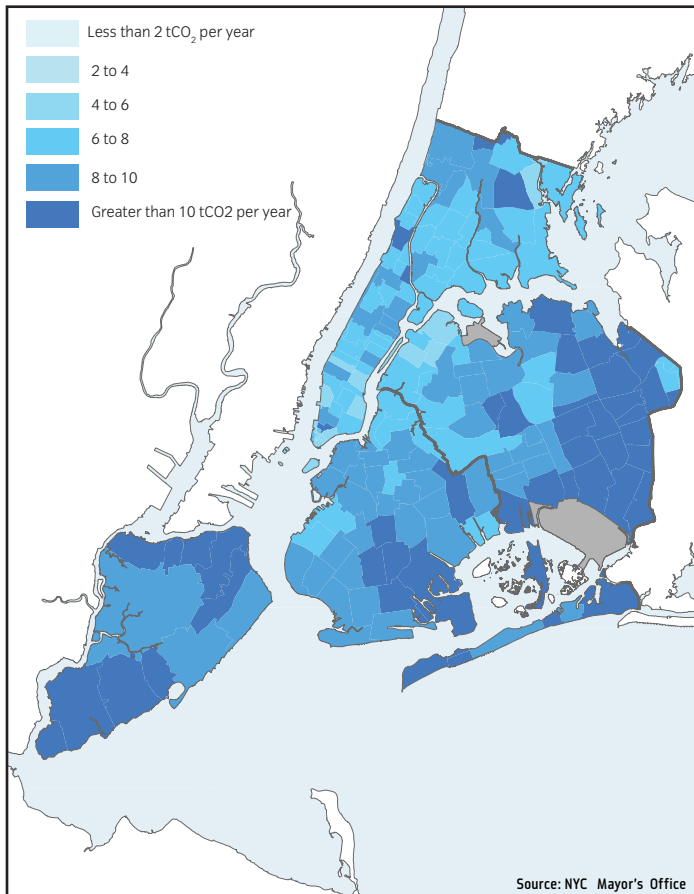 Less than 2 tCO₂ per year
2 to 4
4 to 6
6 to 8
8 to 10
Greater than 10 tCO2 per year
Source: NYC Mayor's Office